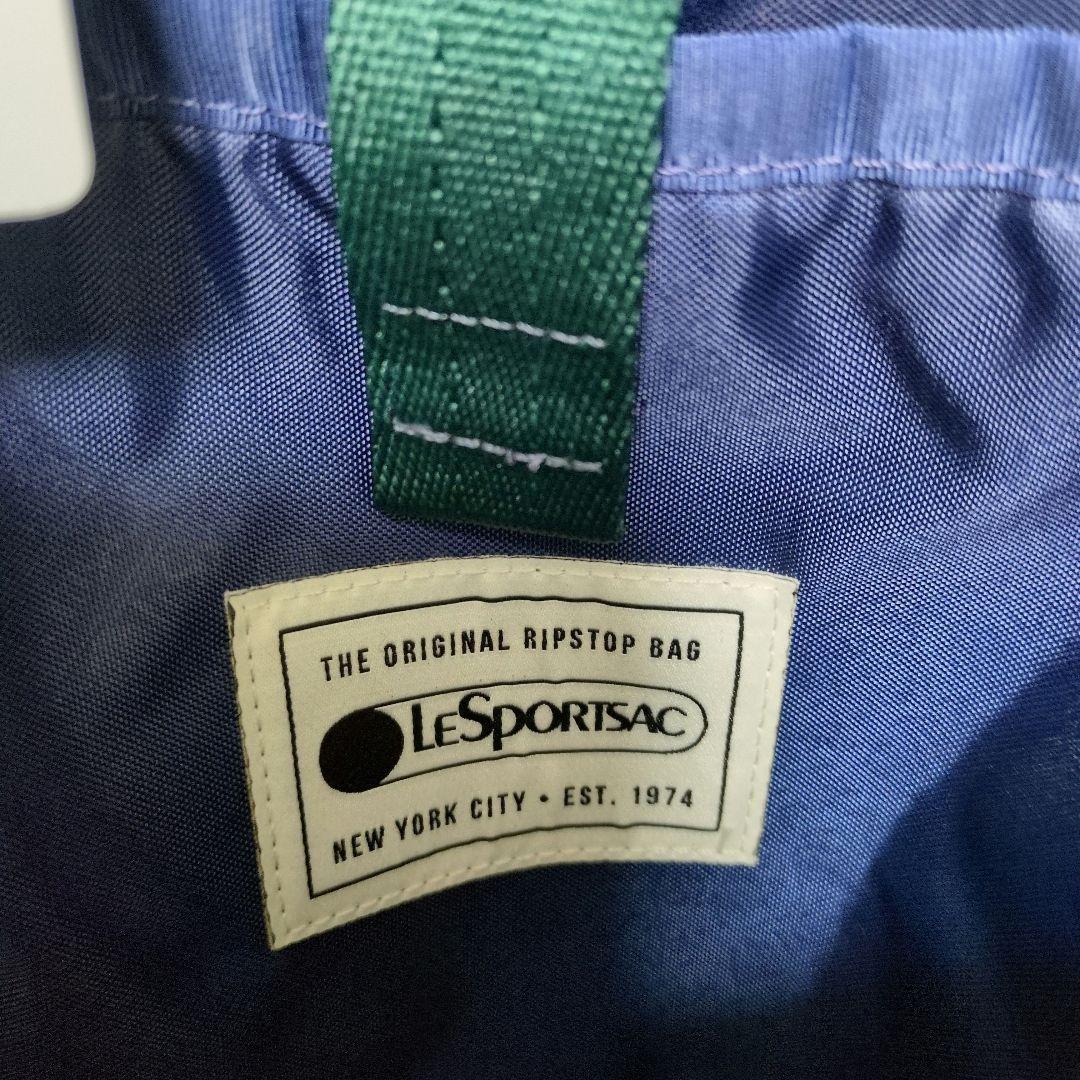 THE ORIGINAL RIPSTOP BAG
LESPORTSAC
NEW YORK CITY • EST. 1974